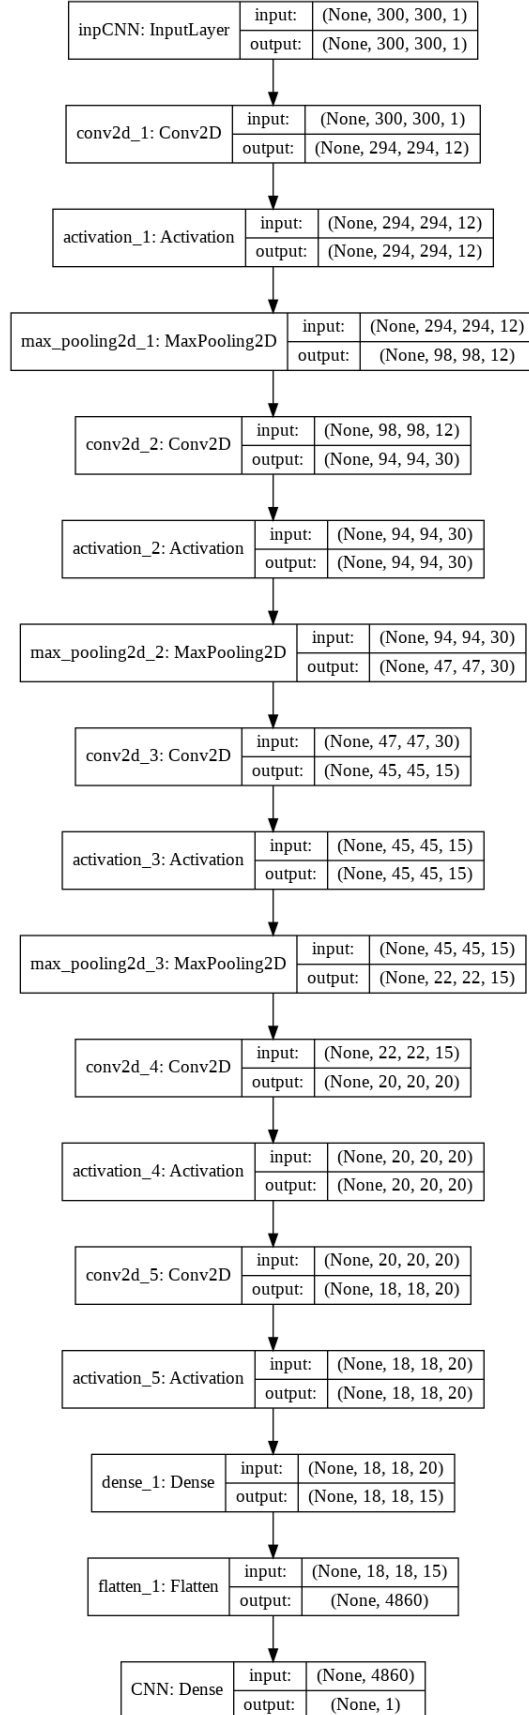 inpCNN: InputLayer
input: (None, 300, 300, 1)
output: (None, 300, 300, 1)
conv2d_1: Conv2D
input: (None, 300, 300, 1)
output: (None, 294, 294, 12)
activation_1: Activation
input: (None, 294, 294, 12)
output: (None, 294, 294, 12)
max_pooling2d_1: MaxPooling2D
input: (None, 294, 294, 12)
output: (None, 98, 98, 12)
conv2d_2: Conv2D
input: (None, 98, 98, 12)
output: (None, 94, 94, 30)
activation_2: Activation
input: (None, 94, 94, 30)
output: (None, 94, 94, 30)
max_pooling2d_2: MaxPooling2D
input: (None, 94, 94, 30)
output: (None, 47, 47, 30)
conv2d_3: Conv2D
input: (None, 47, 47, 30)
output: (None, 45, 45, 15)
activation_3: Activation
input: (None, 45, 45, 15)
output: (None, 45, 45, 15)
max_pooling2d_3: MaxPooling2D
input: (None, 45, 45, 15)
output: (None, 22, 22, 15)
conv2d_4: Conv2D
input: (None, 22, 22, 15)
output: (None, 20, 20, 20)
activation_4: Activation
input: (None, 20, 20, 20)
output: (None, 20, 20, 20)
conv2d_5: Conv2D
input: (None, 20, 20, 20)
output: (None, 18, 18, 20)
activation_5: Activation
input: (None, 18, 18, 20)
output: (None, 18, 18, 20)
dense_1: Dense
input: (None, 18, 18, 20)
output: (None, 18, 18, 15)
flatten_1: Flatten
input: (None, 18, 18, 15)
output: (None, 4860)
CNN: Dense
input: (None, 4860)
output: (None, 1)